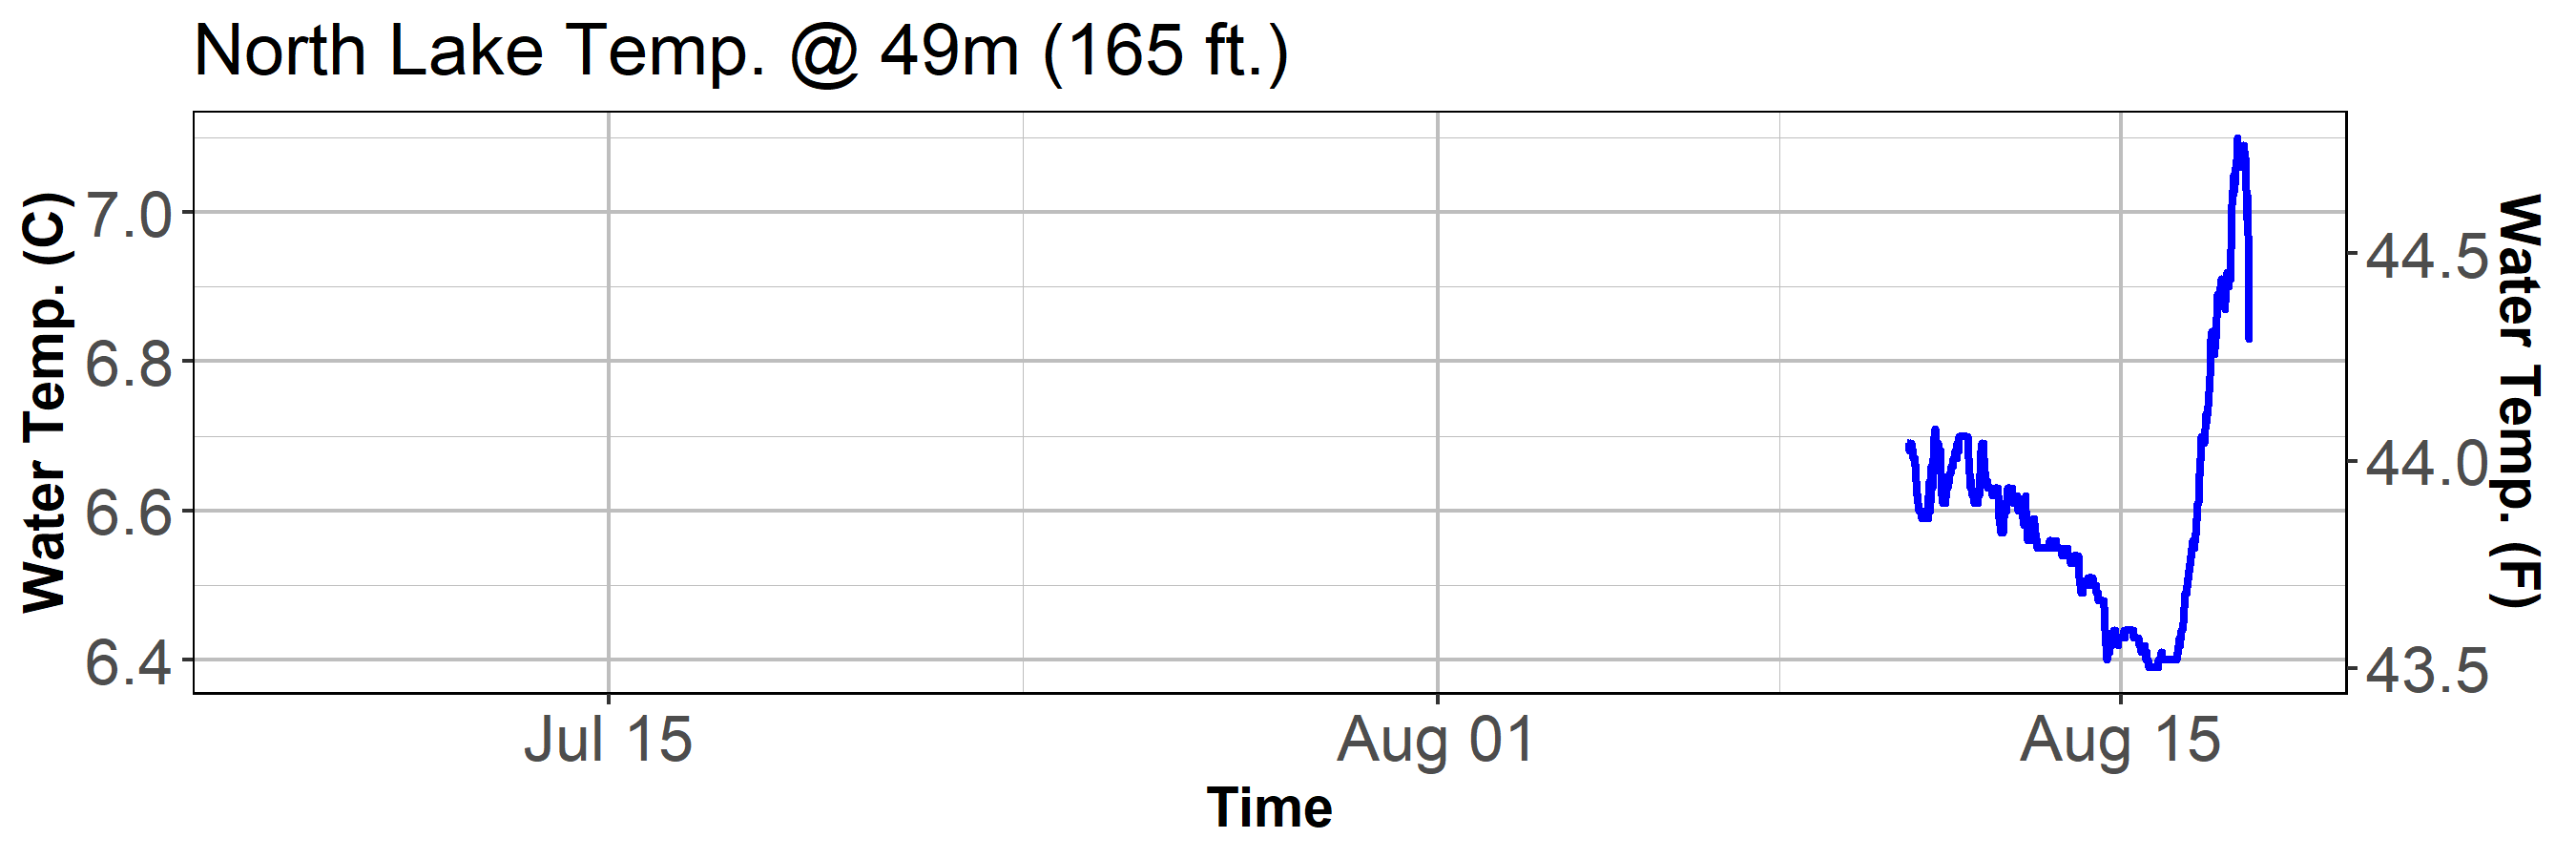 North Lake Temp. @ 49m (165 ft.)
Water Temp. (C)
7.0
6.8
6.6
6.4
44.5
44.0
43.5
Water Temp. (F)
Jul 15
Aug 01
Aug 15
Time